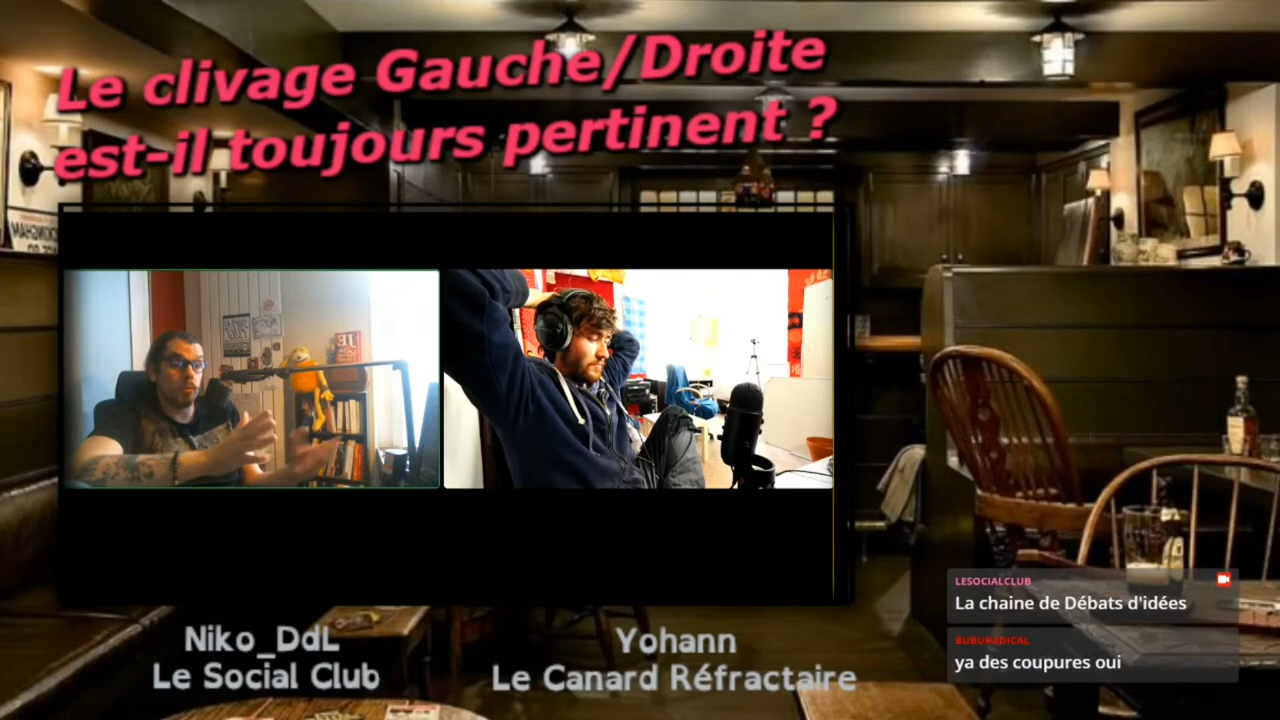 Le clivage Gauche/Droite
est-il toujours pertinent ?
Niko_DdL
Le Social Club
Yohann
Le Canard Réfractaire
LESOCIALCLUB
La chaine de Débats d'idées
BUBURADICAL
ya des coupures oui